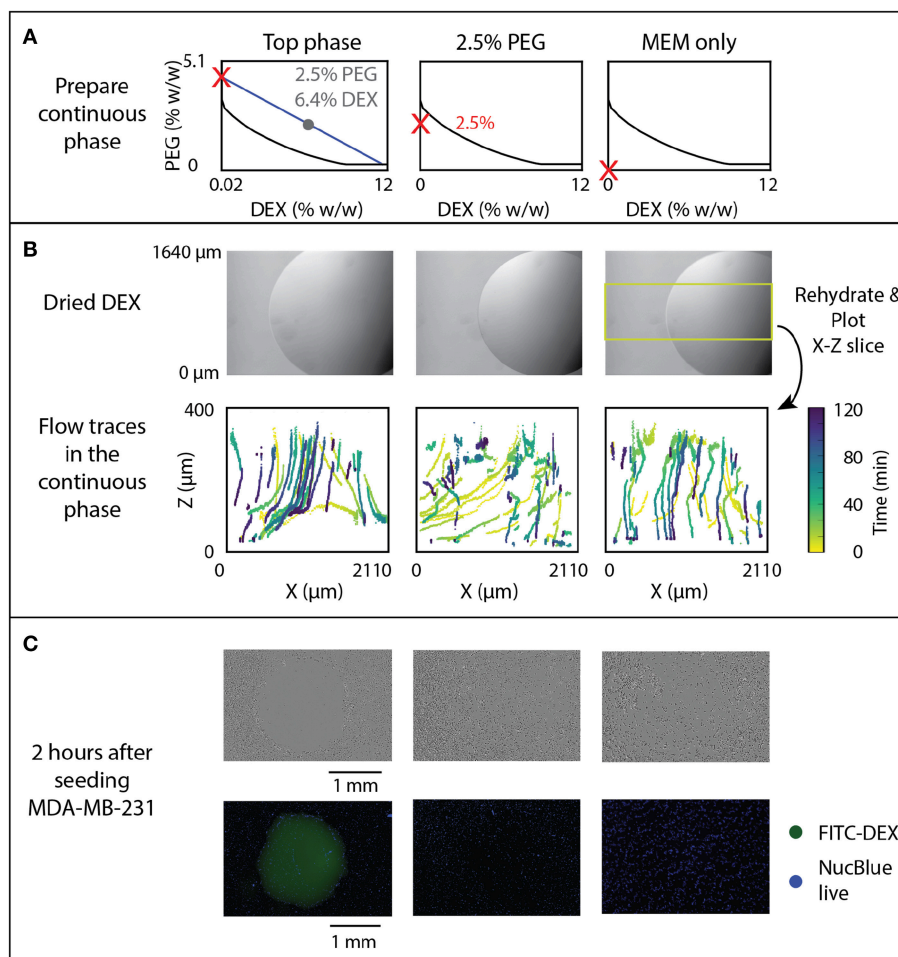 A
Top phase
2.5% PEG
MEM only
Prepare
continuous
phase
PEG (% w/w)
5.1
0
2.5% PEG
6.4% DEX
0.02
12
DEX (% w/w)
2.5%
0
12
DEX (% w/w)
0
12
DEX (% w/w)
B
Dried DEX
1640 µm
0 µm
Rehydrate &
Plot
X-Z slice
Flow traces
in the
continuous
phase
400
Z (µm)
0
0
2110
X (µm)
0
2110
X (µm)
0
2110
X (µm)
120
80
40
0
Time (min)
C
2 hours after
seeding
MDA-MB-231
1 mm
1 mm
FITC-DEX
NucBlue
live